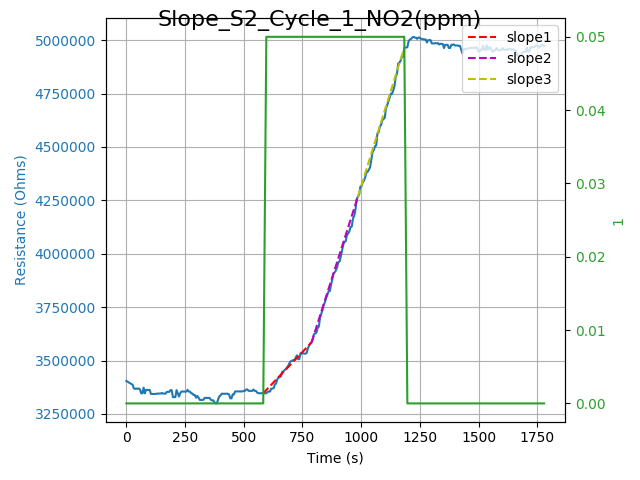 Slope_S2_Cycle_1_NO2(ppm)
slope1
slope2
slope3
Resistance (Ohms)
5000000
4750000
4500000
4250000
4000000
3750000
3500000
3250000
0.05
0.04
0.03
0.02
0.01
0.00
1
0 250 500 750 1000 1250 1500 1750
Time (s)